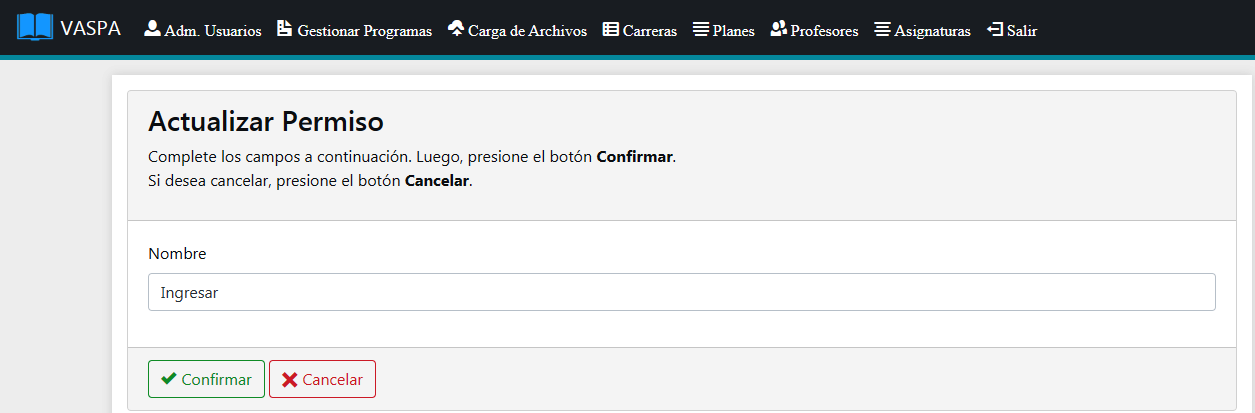 VASPA Adm. Usuarios Gestionar Programas Carga de Archivos Carreras Planes Profesores Asignaturas Salir
Actualizar Permiso
Complete los campos a continuación. Luego, presione el botón Confirmar.
Si desea cancelar, presione el botón Cancelar.
Nombre
Ingresar
Confirmar Cancelar